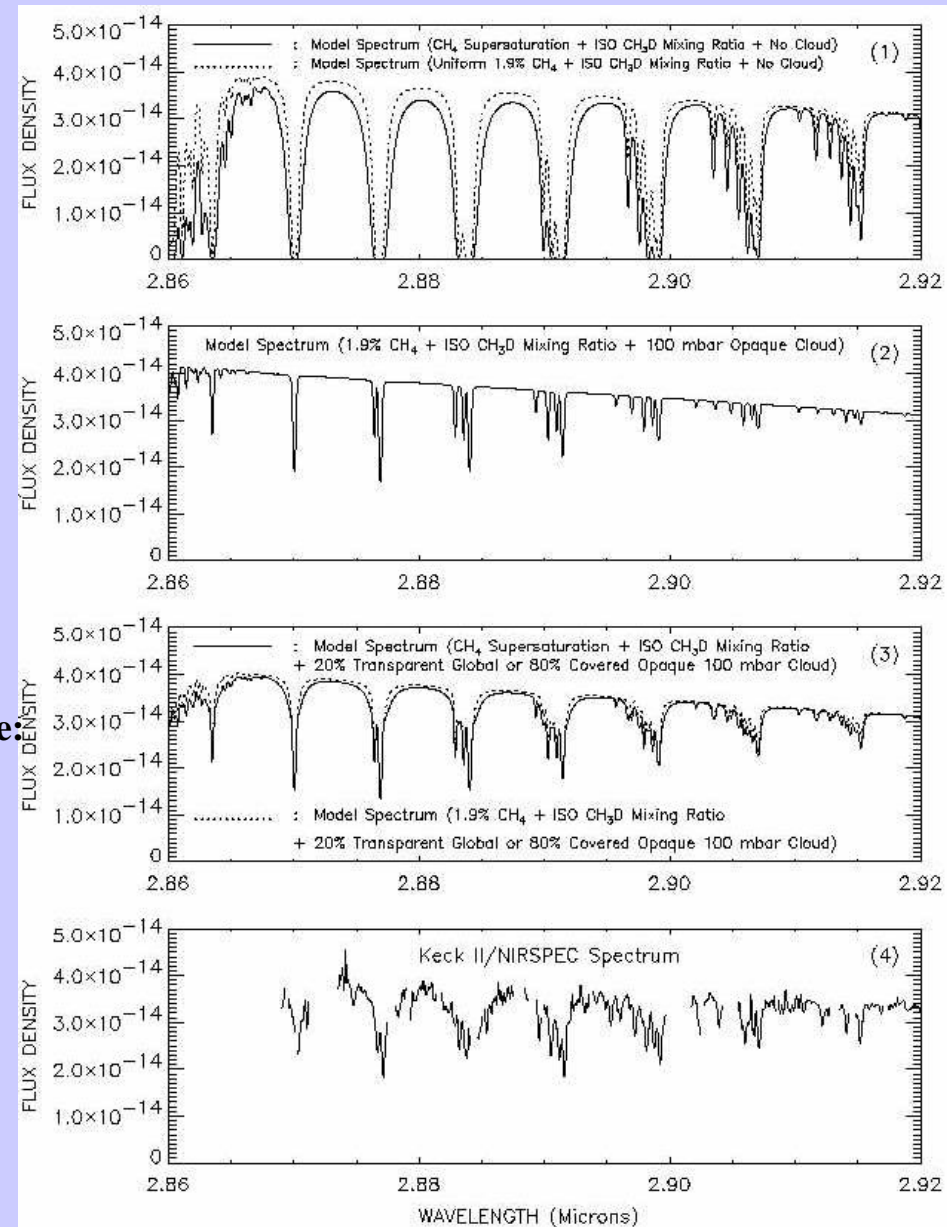 5.0×10⁻¹⁴
4.0×10⁻¹⁴
3.0×10⁻¹⁴
2.0×10⁻¹⁴
1.0×10⁻¹⁴
0
FLUX DENSITY
: Model Spectrum (CH₄ Supersaturation + ISO CH₃D Mixing Ratio + No Cloud)
: Model Spectrum (Uniform 1.9% CH₄ + ISO CH₃D Mixing Ratio + No Cloud)
(1)
2.86 2.88 2.90 2.92
5.0×10⁻¹⁴
4.0×10⁻¹⁴
3.0×10⁻¹⁴
2.0×10⁻¹⁴
1.0×10⁻¹⁴
0
FLUX DENSITY
Model Spectrum (1.9% CH₄ + ISO CH₃D Mixing Ratio + 100 mbar Opaque Cloud)
(2)
2.86 2.88 2.90 2.92
5.0×10⁻¹⁴
4.0×10⁻¹⁴
3.0×10⁻¹⁴
2.0×10⁻¹⁴
1.0×10⁻¹⁴
0
e:
FLUX DENSITY
: Model Spectrum (CH₄ Supersaturation + ISO CH₃D Mixing Ratio
+ 20% Transparent Global or 80% Covered Opaque 100 mbar Cloud)
(3)
: Model Spectrum (1.9% CH₄ + ISO CH₃D Mixing Ratio
+ 20% Transparent Global or 80% Covered Opaque 100 mbar Cloud)
2.86 2.88 2.90 2.92
5.0×10⁻¹⁴
4.0×10⁻¹⁴
3.0×10⁻¹⁴
2.0×10⁻¹⁴
1.0×10⁻¹⁴
0
FLUX DENSITY
Keck II/NIRSPEC Spectrum
(4)
2.86 2.88 2.90 2.92
WAVELENGTH (Microns)